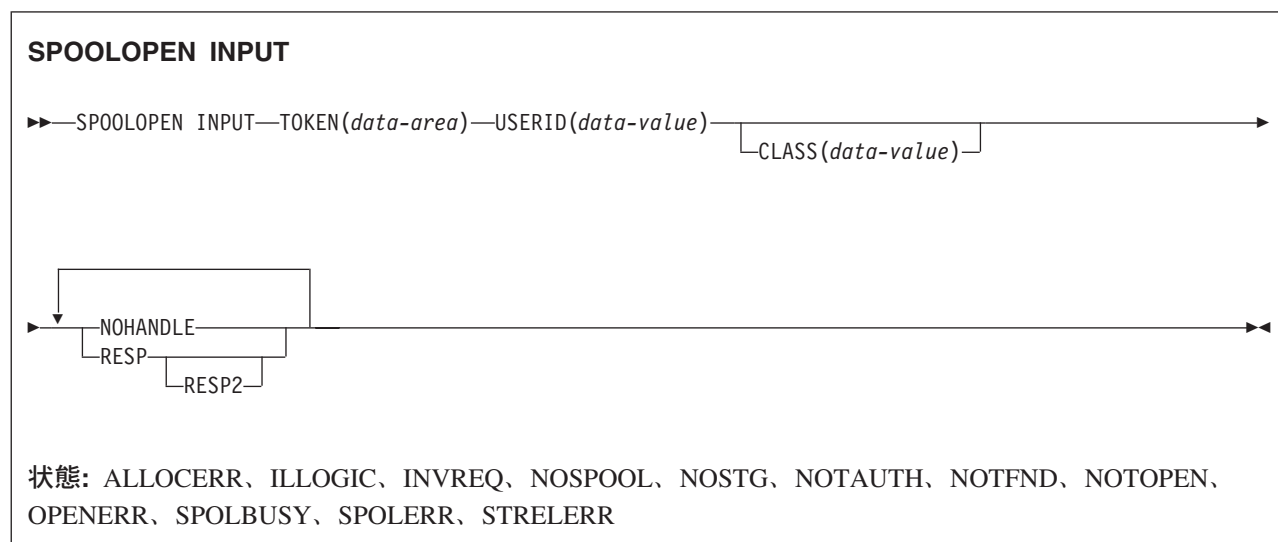 SPOOLOPEN INPUT
SPOOLOPEN INPUT TOKEN(data-area) USERID(data-value)
CLASS(data-value)
NOHANDLE
RESP
RESP2
状態: ALLOCERR、ILLOGIC、INVREQ、NOSPOOL、NOSTG、NOTAUTH、NOTFND、NOTOPEN、
OPENERR、SPOLBUSY、SPOLERR、STRELERR